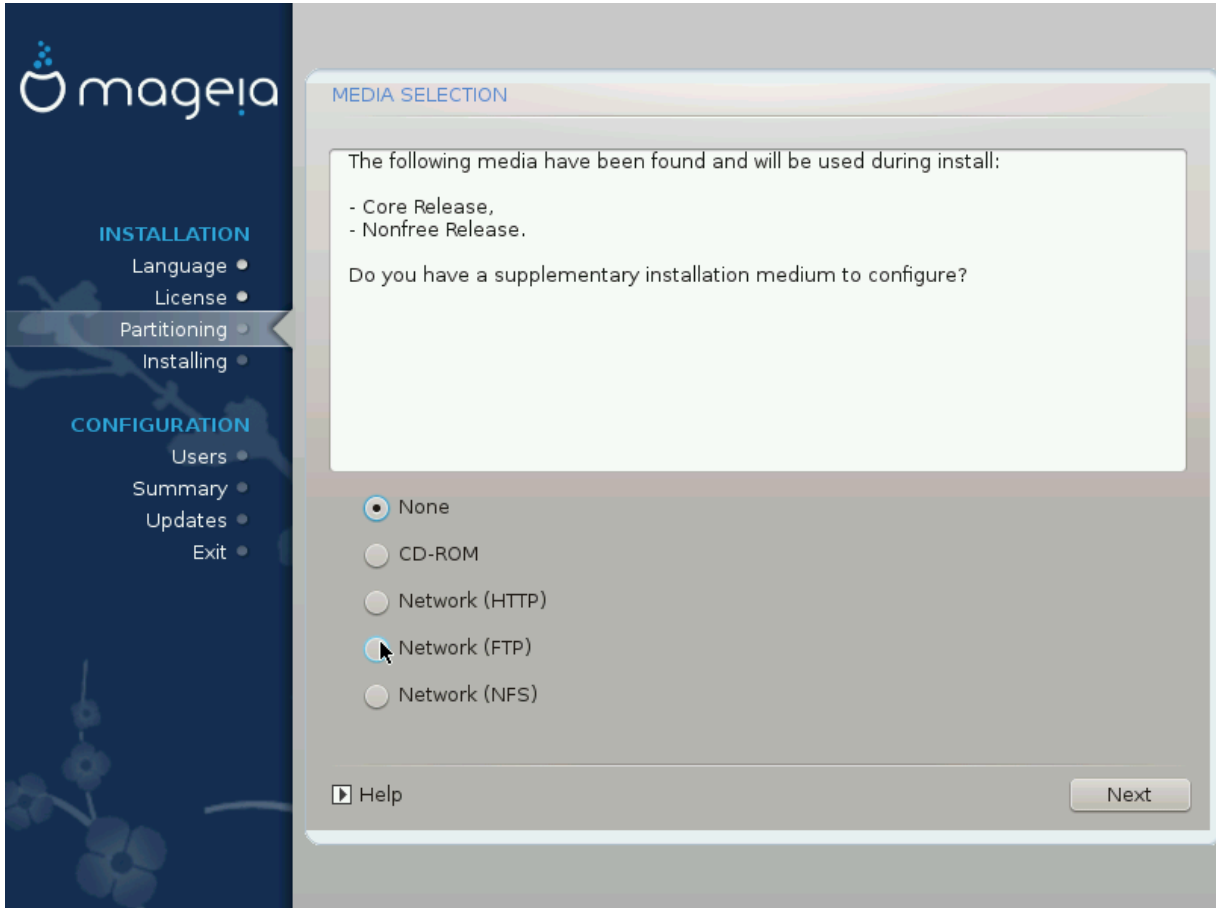 mageia
INSTALLATION
Language
License
Partitioning
Installing
CONFIGURATION
Users
Summary
Updates
Exit
MEDIA SELECTION
The following media have been found and will be used during install:
- Core Release,
- Nonfree Release.
Do you have a supplementary installation medium to configure?
None
CD-ROM
Network (HTTP)
Network (FTP)
Network (NFS)
Help
Next